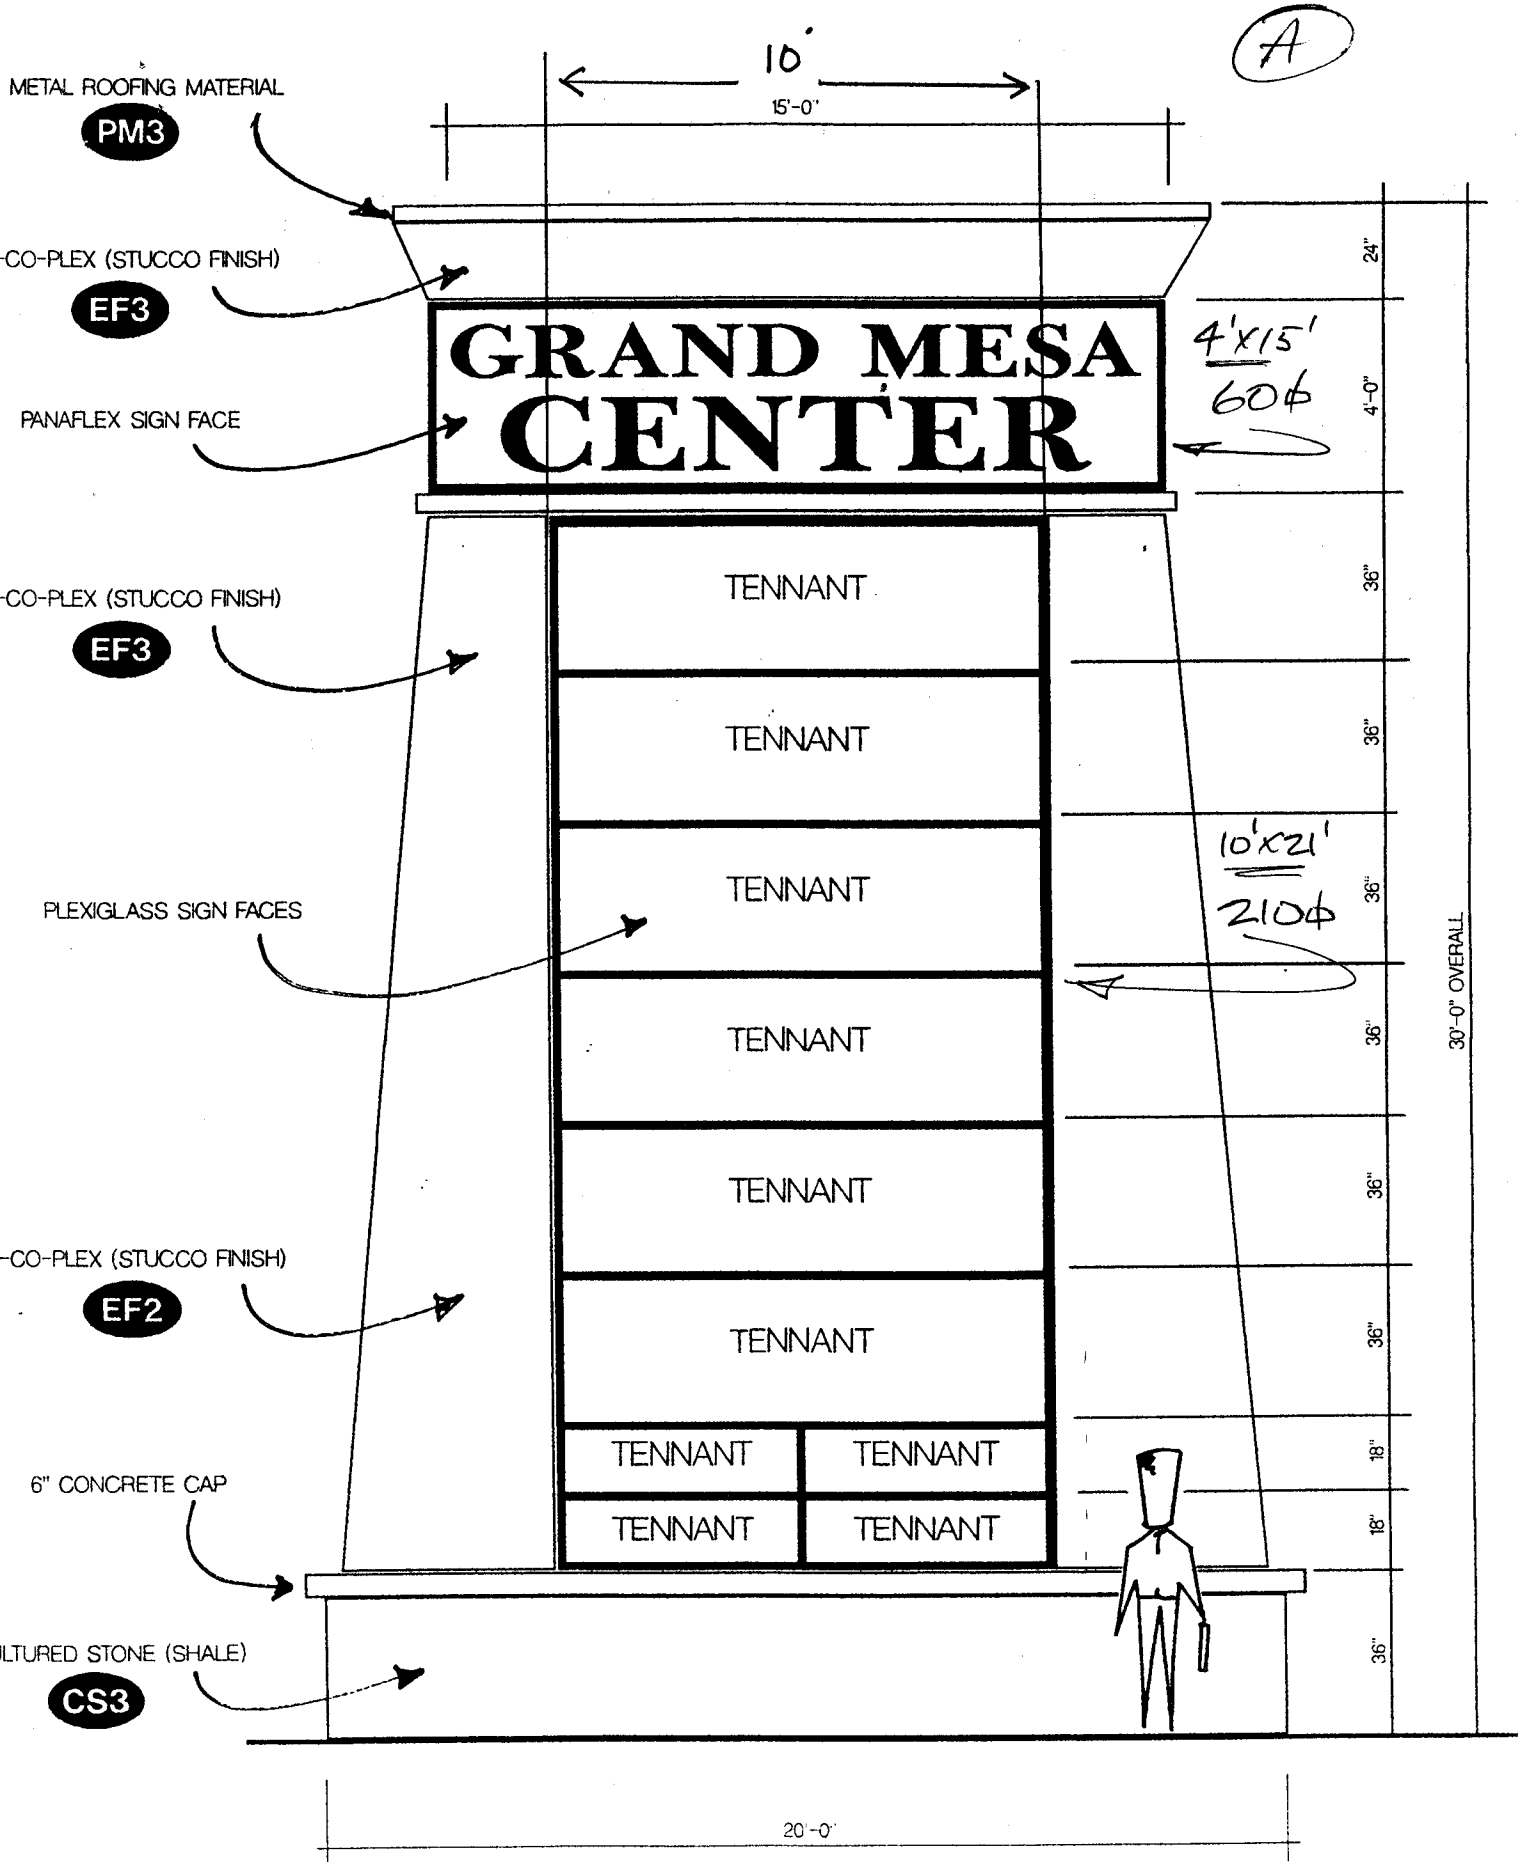 A
10'
15'-0"
METAL ROOFING MATERIAL
PM3
-CO-PLEX (STUCCO FINISH)
EF3
24"
GRAND MESA
CENTER
4'X15'
60ϕ
4'-0"
PANAFLEX SIGN FACE
TENNANT
36"
-CO-PLEX (STUCCO FINISH)
EF3
TENNANT
36"
10'X21'
210ϕ
TENNANT
36"
PLEXIGLASS SIGN FACES
30'-0" OVERALL
TENNANT
36"
TENNANT
36"
-CO-PLEX (STUCCO FINISH)
EF2
TENNANT
36"
TENNANT TENNANT
18"
6" CONCRETE CAP
TENNANT TENNANT
18"
LTURED STONE (SHALE)
CS3
36"
20'-0'